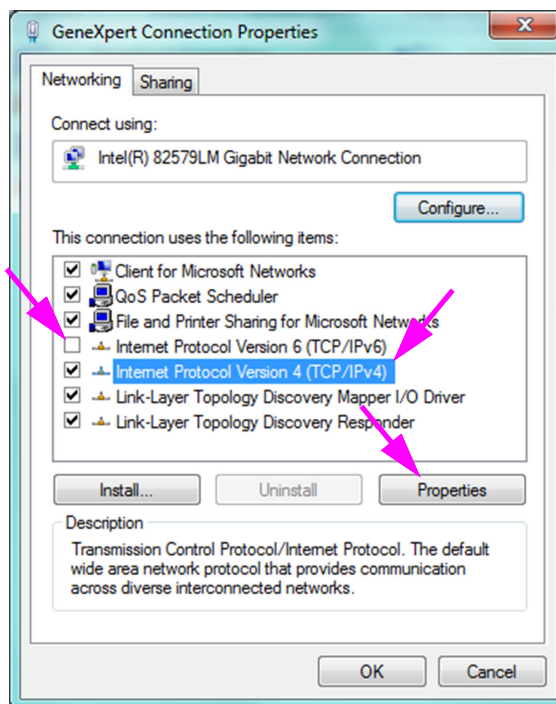 GeneXpert Connection Properties
Networking
Sharing
Connect using:
Intel(R) 82579LM Gigabit Network Connection
Configure...
This connection uses the following items:
Client for Microsoft Networks
QoS Packet Scheduler
File and Printer Sharing for Microsoft Networks
Internet Protocol Version 6 (TCP/IPv6)
Internet Protocol Version 4 (TCP/IPv4)
Link-Layer Topology Discovery Mapper I/O Driver
Link-Layer Topology Discovery Responder
Install...
Uninstall
Properties
Description
Transmission Control Protocol/Internet Protocol. The default
wide area network protocol that provides communication
across diverse interconnected networks.
OK
Cancel